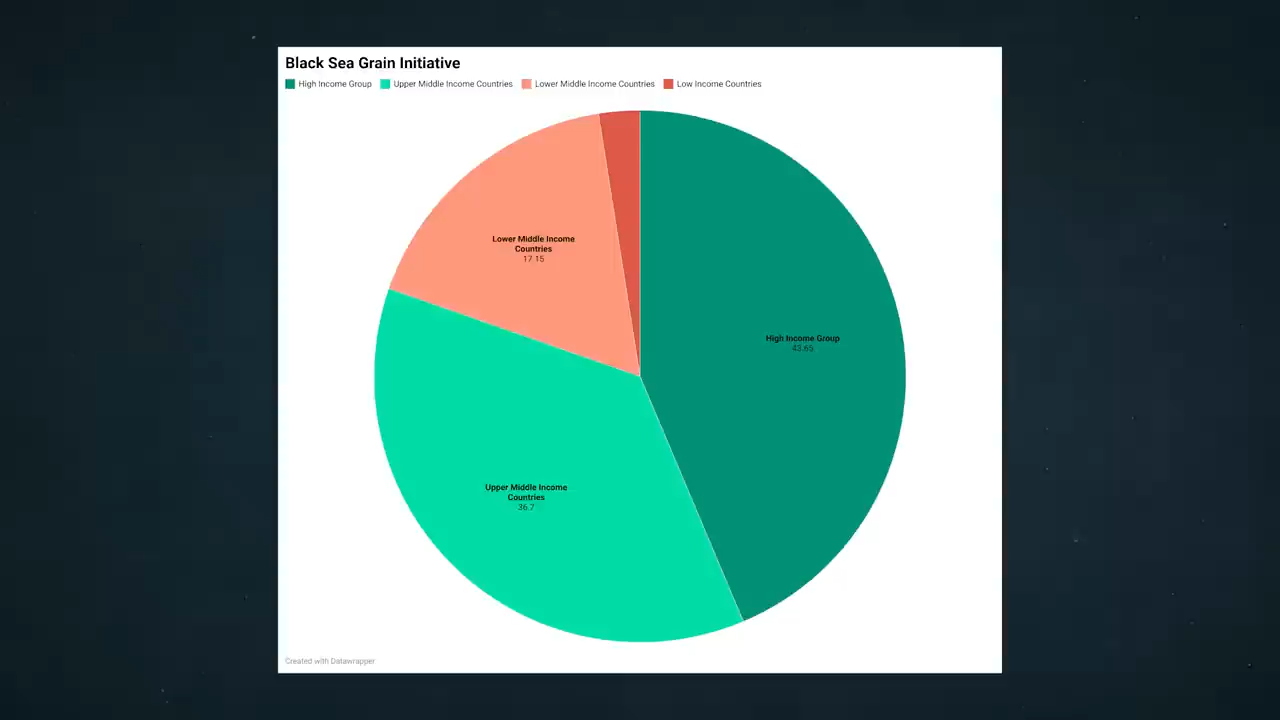 Black Sea Grain Initiative
High Income Group Upper Middle Income Countries Lower Middle Income Countries Low Income Countries
Lower Middle Income
Countries
17.15
High Income Group
43.65
Upper Middle Income
Countries
36.7
Created with Datawrapper